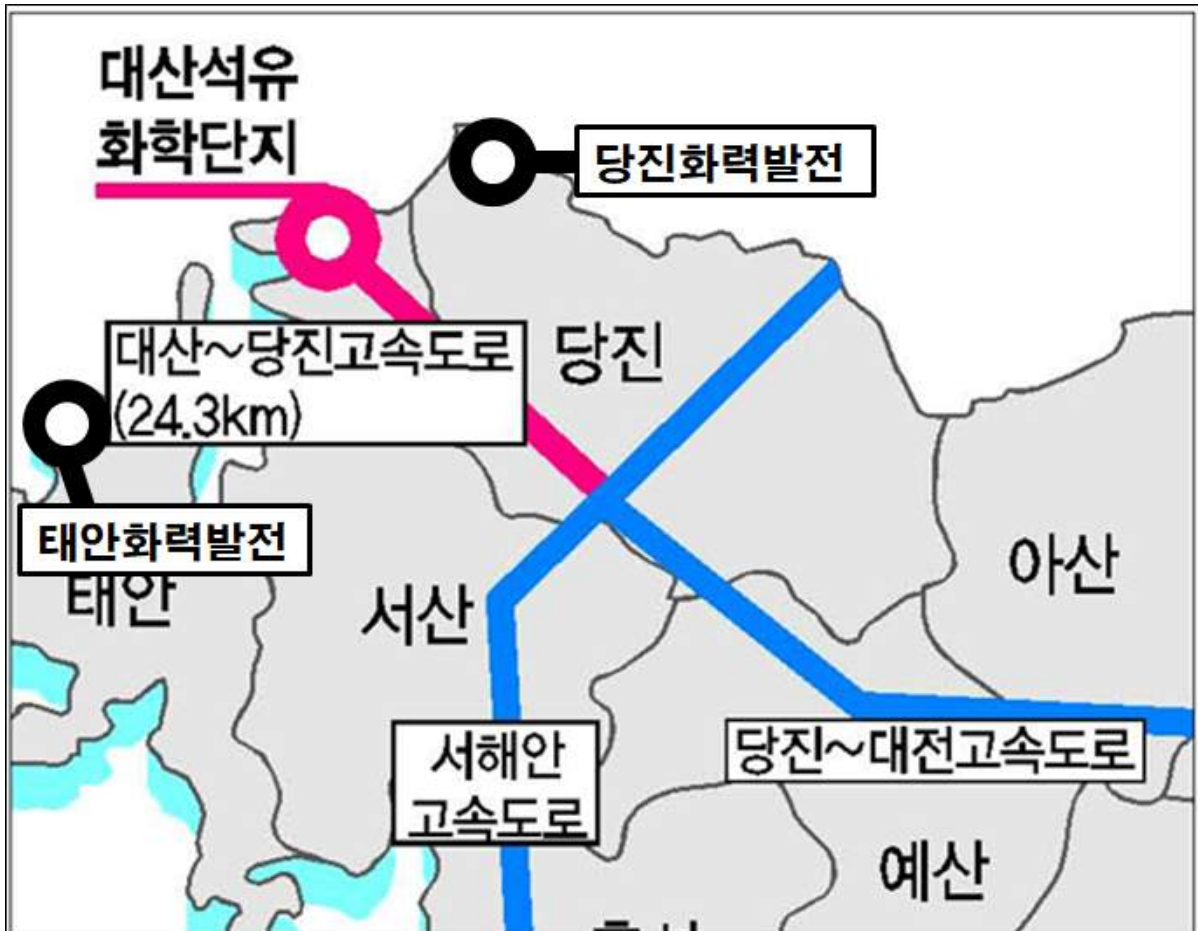 대산석유
화학단지
당진화력발전
대산~당진고속도로
(24.3km)
당진
태안화력발전
태안
서산
아산
서해안
고속도로
당진~대전고속도로
예산